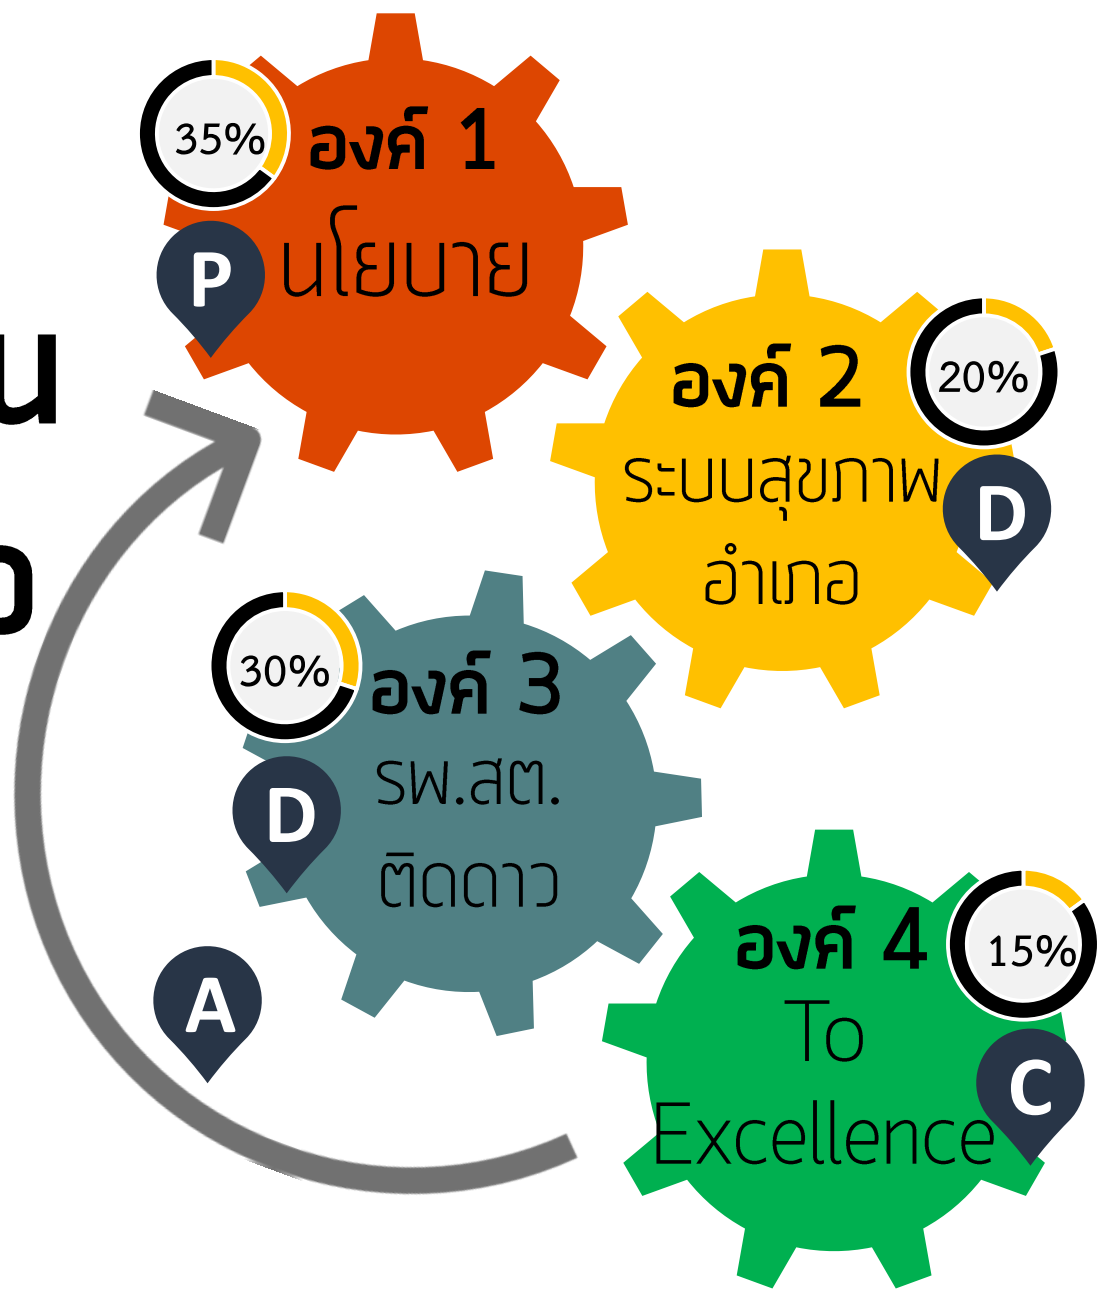 35%
องค์ 1
P
นโยบาย
องค์ 2
20%
ระบบสุขภาพ
D
อำเภอ
30%
องค์ 3
รพ.สต.
D
ติดดาว
A
องค์ 4
15%
To
C
Excellence
น